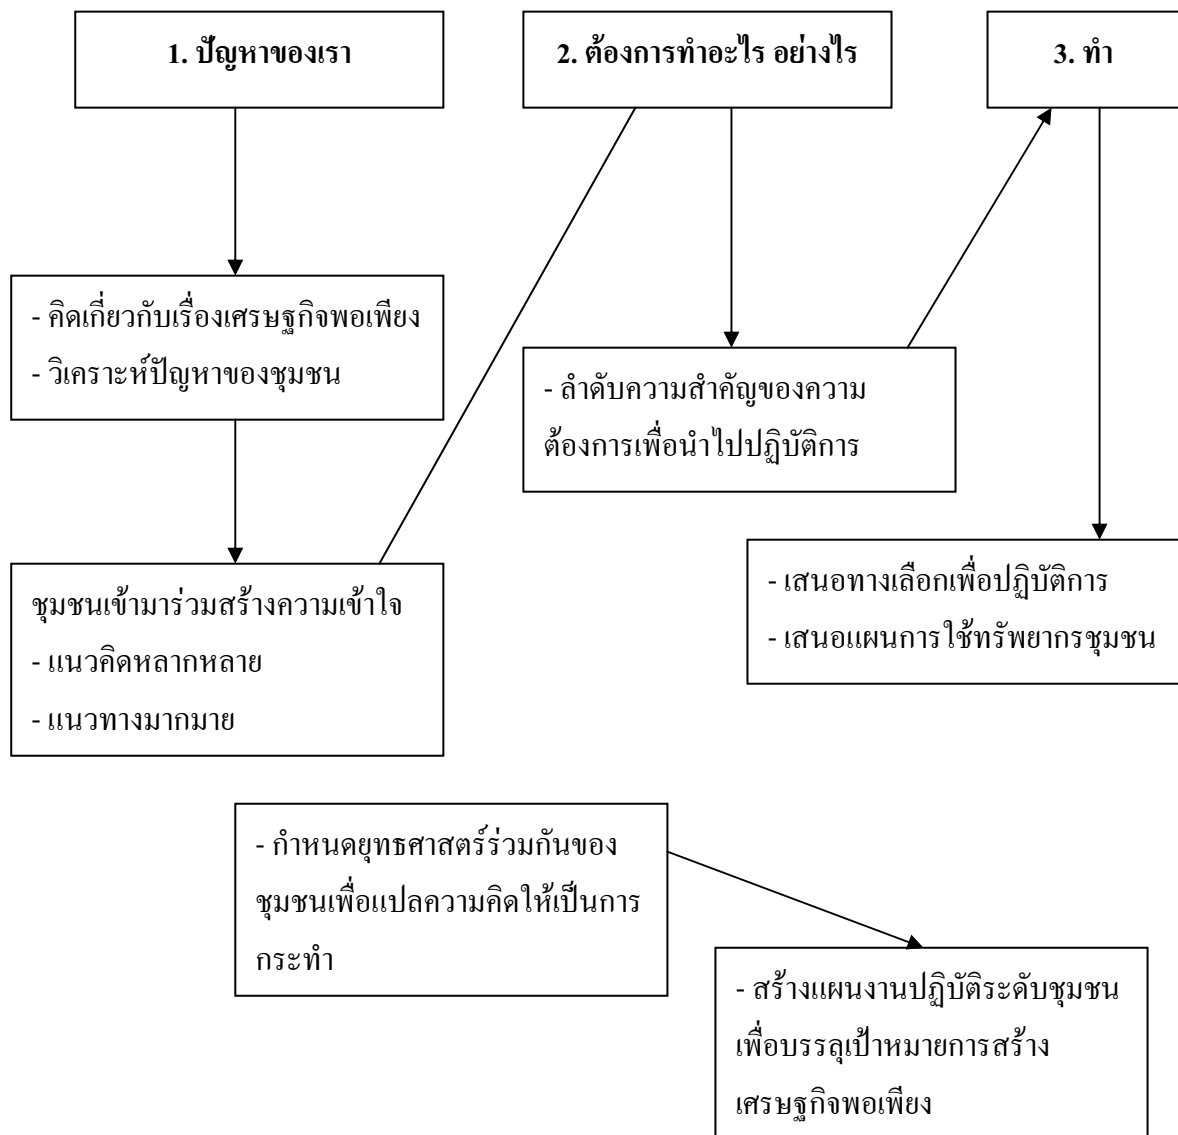 1. ปัญหาของเรา
2. ต้องการทำอะไร อย่างไร
3. ทำ
- คิดเกี่ยวกับเรื่องเศรษฐกิจพอเพียง
- วิเคราะห์ปัญหาของชุมชน
- ลำดับความสำคัญของความ
ต้องการเพื่อนำไปปฏิบัติการ
ชุมชนเข้ามาร่วมสร้างความเข้าใจ
- แนวคิดหลากหลาย
- แนวทางมากมาย
- เสนอทางเลือกเพื่อปฏิบัติการ
- เสนอแผนการใช้ทรัพยากรชุมชน
- กำหนดยุทธศาสตร์ร่วมกันของ
ชุมชนเพื่อแปลความคิดให้เป็นการ
กระทำ
- สร้างแผนงานปฏิบัติระดับชุมชน
เพื่อบรรลุเป้าหมายการสร้าง
เศรษฐกิจพอเพียง